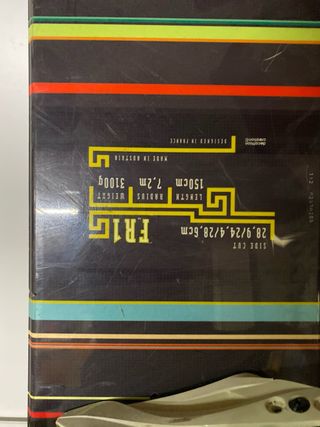 FR1
SIDE CUT
28,9/24,4/28,6cm
LENGTH RADIUS WEIGHT
150cm 7,2m 3100g
MADE IN AUSTRIA
DESIGNED IN FRANCE